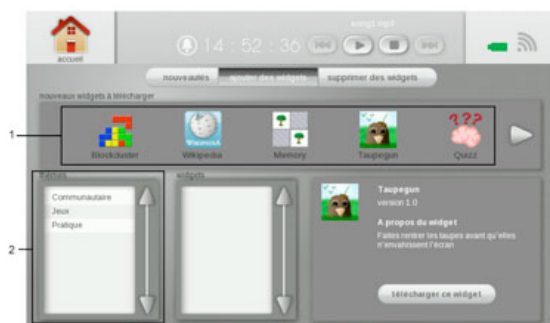 song1.mp3
14 : 52 : 36
accueil
nouveautés ajouter des widgets supprimer des widgets
nouveaux widgets à télécharger
1
Blockduster Wikipedia Memory Taupegun Quizz
thèmes widgets
2
Communautaire
Jeux
Pratique
Taupegun
version 1.0
A propos du widget
Faites rentrer les taupes avant qu'elles
n'envahissent l'écran
télécharger ce widget